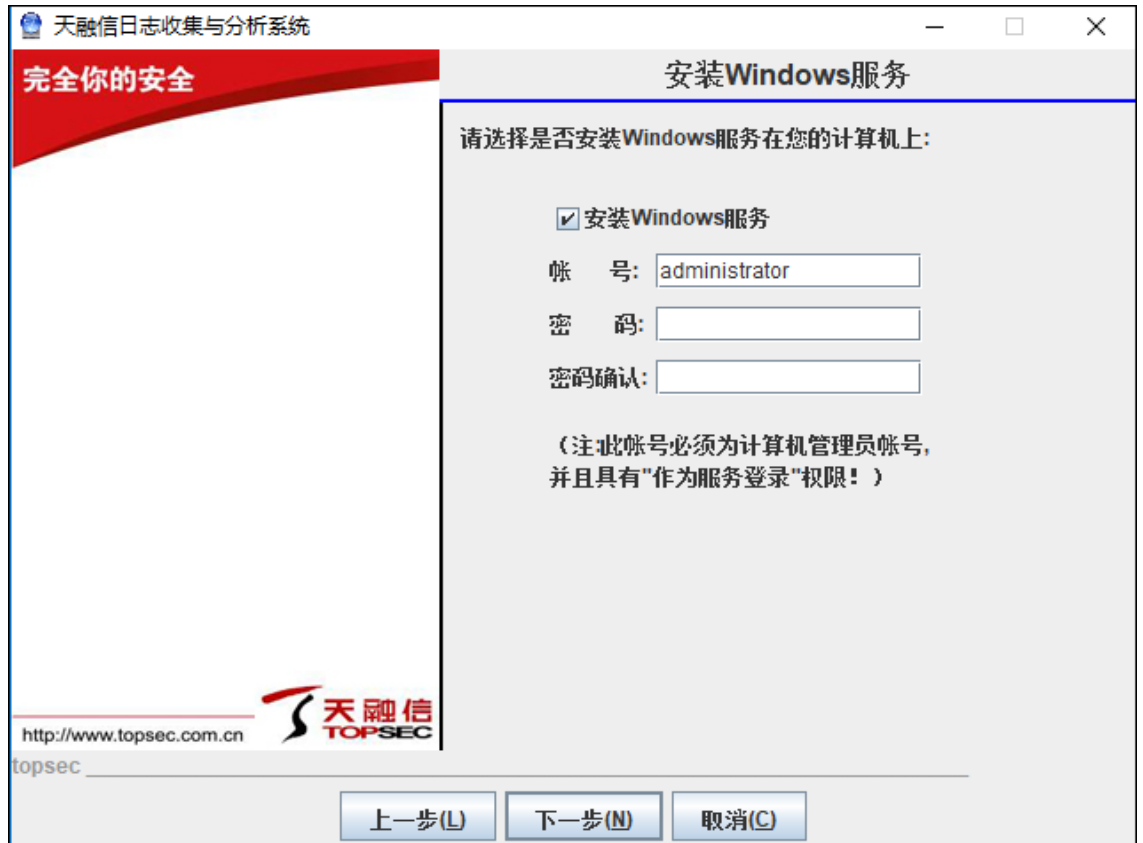 天融信日志收集与分析系统
完全你的安全
安装Windows服务
请选择是否安装Windows服务在您的计算机上:
安装Windows服务
帐 号: administrator
密 码:
密码确认:
（注:此帐号必须为计算机管理员帐号,
并且具有"作为服务登录"权限！）
天融信
TOPSEC
http://www.topsec.com.cn
topsec
上一步(L) 下一步(N) 取消(C)